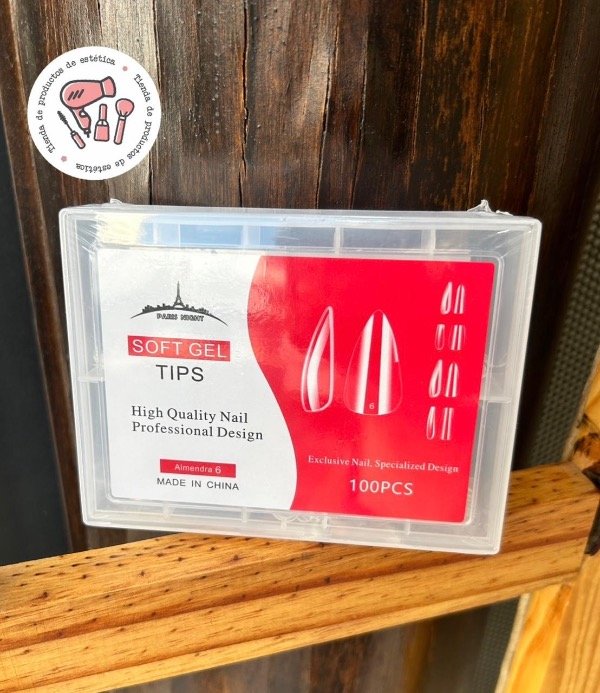 Tienda de productos de estética
Tienda de productos de estética
PARIS NIGHT
SOFT GEL
TIPS
High Quality Nail
Professional Design
Almendra 6
MADE IN CHINA
6
Exclusive Nail, Specialized Design
100PCS